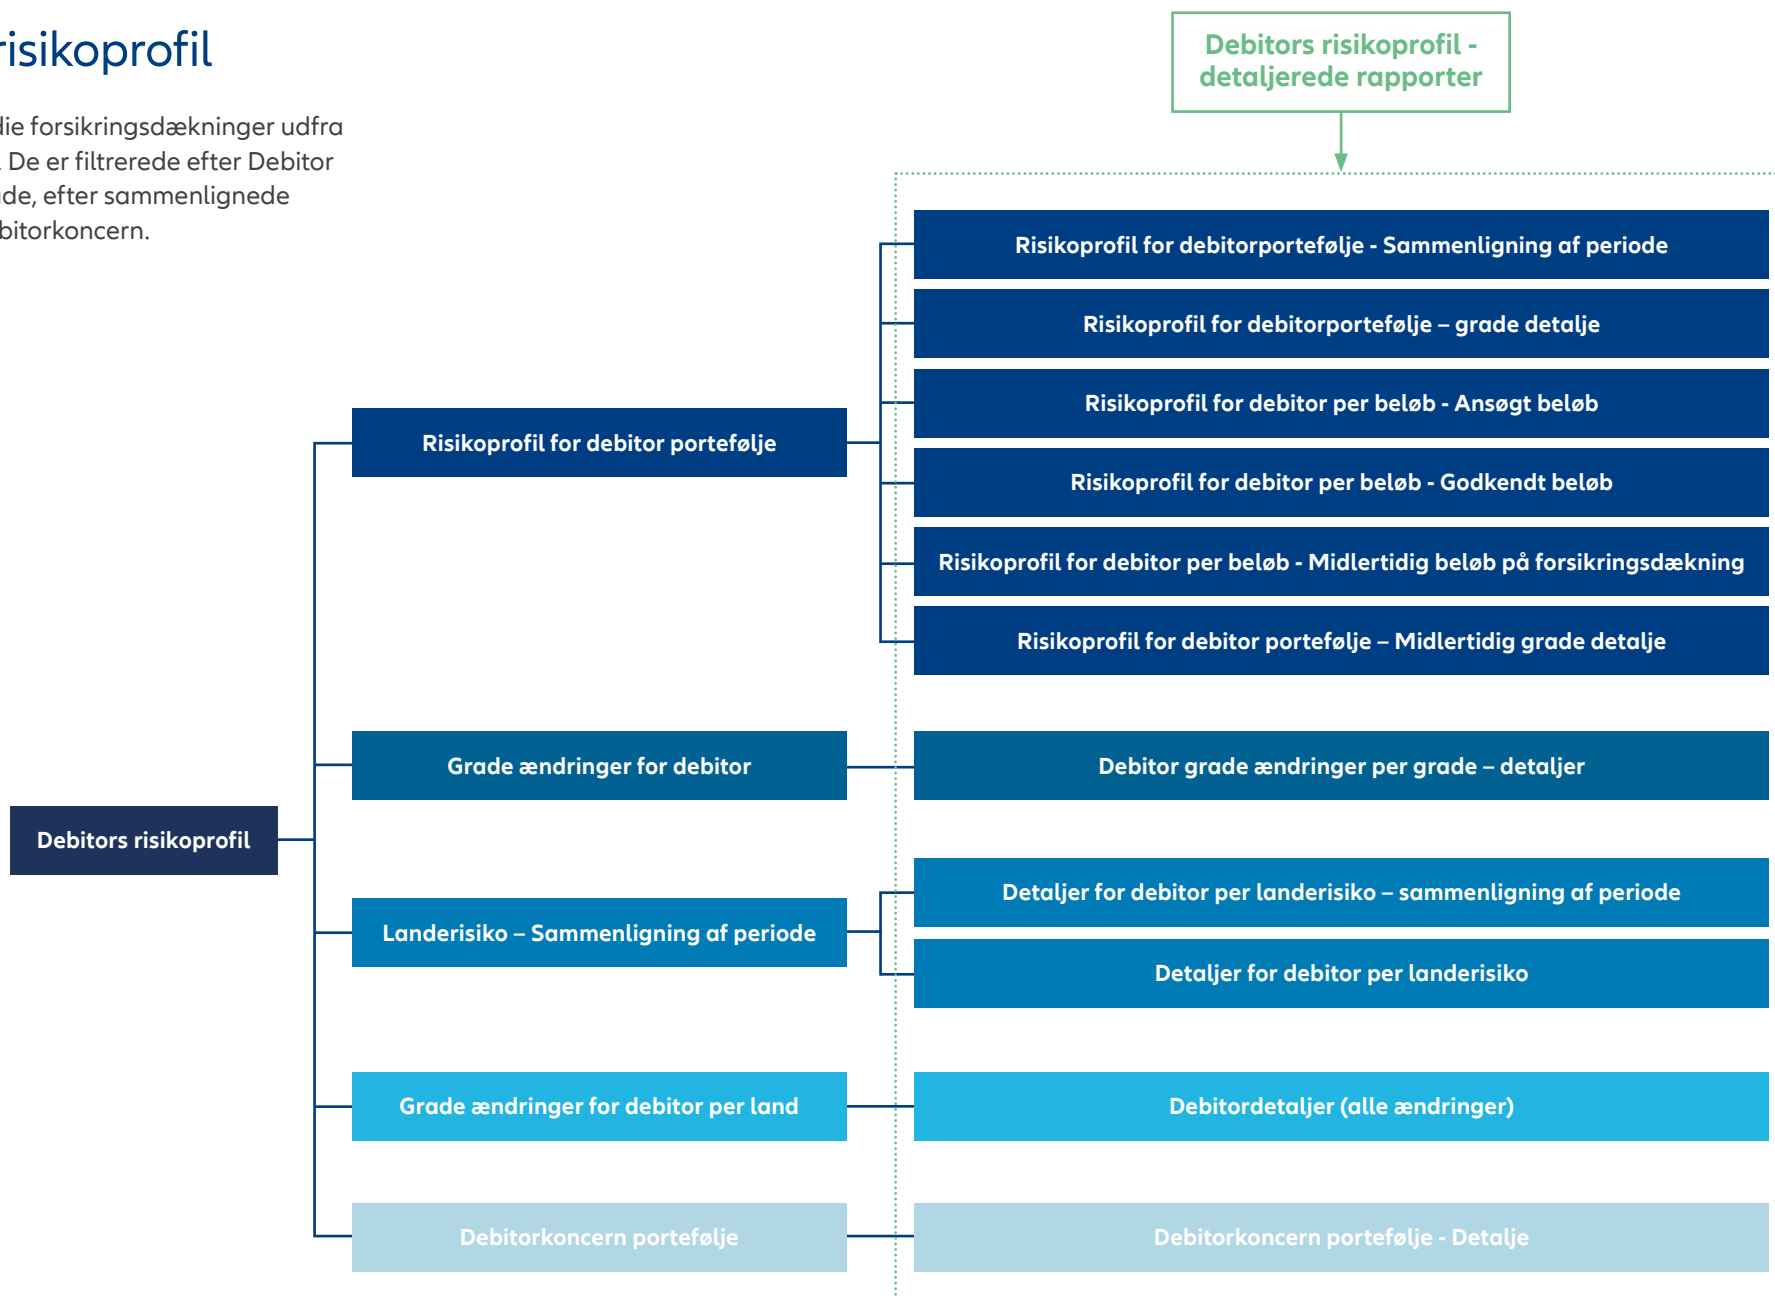 risikoprofil
die forsikringsdækninger udfra
. De er filtrerede efter Debitor
de, efter sammenlignede
bitorkoncern.
Debitors risikoprofil -
detaljerede rapporter
Risikoprofil for debitorportefølje - Sammenligning af periode
Risikoprofil for debitorportefølje – grade detalje
Risikoprofil for debitor per beløb - Ansøgt beløb
Risikoprofil for debitor portefølje
Risikoprofil for debitor per beløb - Godkendt beløb
Risikoprofil for debitor per beløb - Midlertidig beløb på forsikringsdækning
Risikoprofil for debitor portefølje – Midlertidig grade detalje
Grade ændringer for debitor
Debitor grade ændringer per grade – detaljer
Debitors risikoprofil
Detaljer for debitor per landerisiko – sammenligning af periode
Landerisiko – Sammenligning af periode
Detaljer for debitor per landerisiko
Grade ændringer for debitor per land
Debitordetaljer (alle ændringer)
Debitorkoncern portefølje
Debitorkoncern portefølje - Detalje